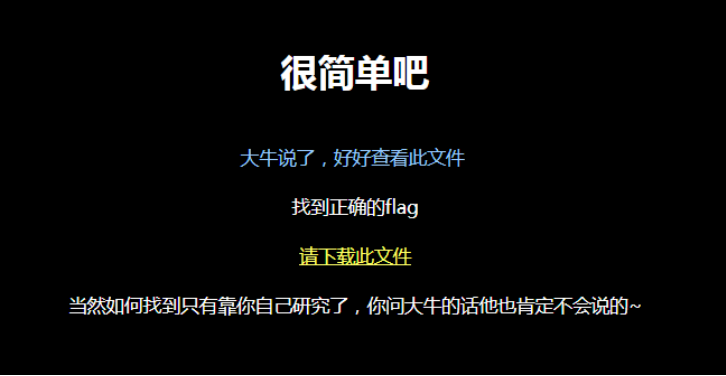 很简单吧
大牛说了，好好查看此文件
找到正确的flag
请下载此文件
当然如何找到只有靠你自己研究了，你问大牛的话他也肯定不会说的~